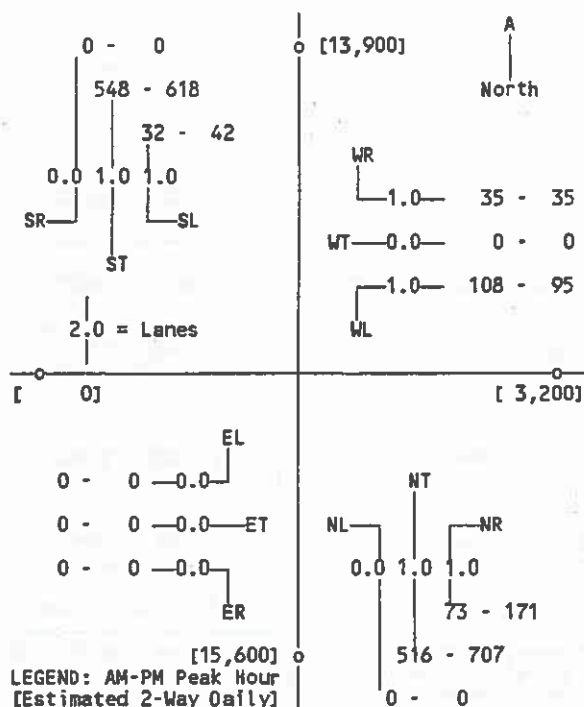 A
0 - 0 [13,900]
548 - 618 North
32 - 42
WR
0.0 1.0 1.0 1.0 35 - 35
SR SL WT 0.0 0 - 0
ST 1.0 108 - 95
2.0 = Lanes WL
[ 0] [ 3,200]
EL
0 - 0 0.0 NT
0 - 0 0.0 ET NL NR
0 - 0 0.0 0.0 1.0 1.0
ER 73 - 171
[15,600] 516 - 707
LEGEND: AM-PM Peak Hour
[Estimated 2-Way Daily] 0 - 0